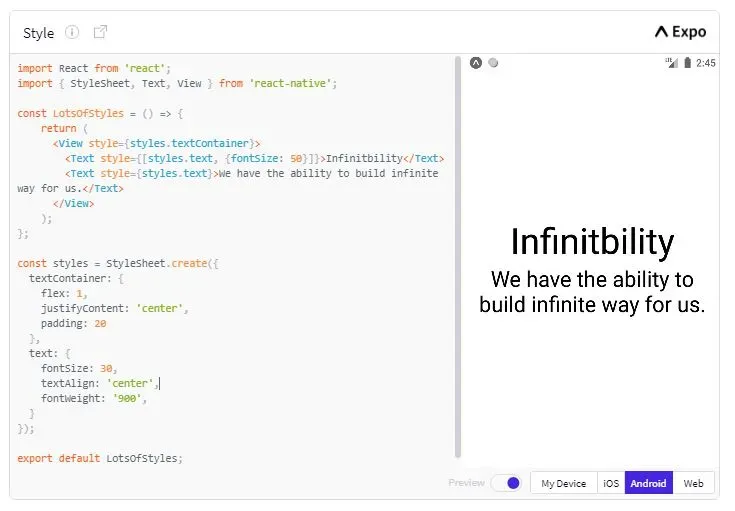 Style
Expo
import React from 'react';
import { StyleSheet, Text, View } from 'react-native';
const LotsOfStyles = () => {
return (
<View style={styles.textContainer}>
<Text style={[styles.text, {fontSize: 50}]}>Infinitbility</Text>
<Text style={styles.text}>We have the ability to build infinite
way for us.</Text>
</View>
);
};
const styles = StyleSheet.create({
textContainer: {
flex: 1,
justifyContent: 'center',
padding: 20
},
text: {
fontSize: 30,
textAlign: 'center',
fontWeight: '900',
}
});
export default LotsOfStyles;
LTE 2:45
Infinitbility
We have the ability to
build infinite way for us.
Preview
My Device iOS Android Web